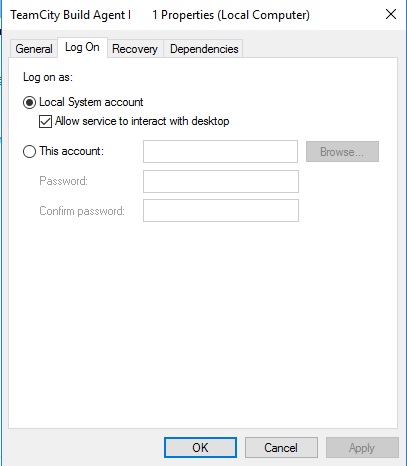 TeamCity Build Agent 1 Properties (Local Computer)
General Log On Recovery Dependencies
Log on as:
Local System account
Allow service to interact with desktop
This account:
Browse...
Password:
Confirm password:
OK Cancel Apply